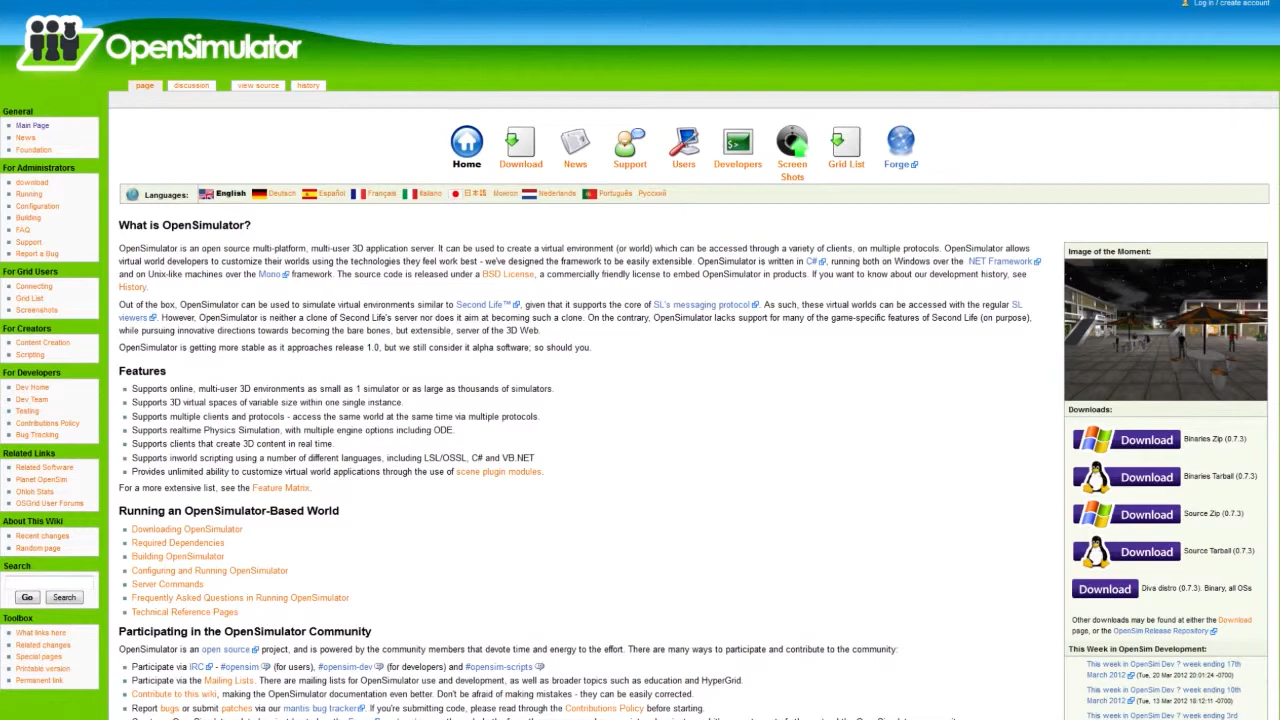 Log in / create account
OpenSimulator
page discussion view source history
General
Main Page
News
Foundation
For Administrators
download
Running
Configuration
Building
FAQ
Support
Report a Bug
For Grid Users
Connecting
Grid List
Screenshots
For Creators
Content Creation
Scripting
For Developers
Dev Home
Dev Team
Testing
Contributions Policy
Bug Tracking
Related Links
Related Software
Planet OpenSim
Ohloh Stats
OSGrid User Forums
About This Wiki
Recent changes
Random page
Search
Go Search
Toolbox
What links here
Related changes
Special pages
Printable version
Permanent link
Home Download News Support Users Developers Screen Shots Grid List Forge
Languages: English Deutsch Español Français Italiano 日本語 Монгол Nederlands Português Русский
What is OpenSimulator?
OpenSimulator is an open source multi-platform, multi-user 3D application server. It can be used to create a virtual environment (or world) which can be accessed through a variety of clients, on multiple protocols. OpenSimulator allows
virtual world developers to customize their worlds using the technologies they feel work best - we've designed the framework to be easily extensible. OpenSimulator is written in C#, running both on Windows over the .NET Framework
and on Unix-like machines over the Mono framework. The source code is released under a BSD License, a commercially friendly license to embed OpenSimulator in products. If you want to know about our development history, see
History.
Out of the box, OpenSimulator can be used to simulate virtual environments similar to Second Life™, given that it supports the core of SL's messaging protocol. As such, these virtual worlds can be accessed with the regular SL
viewers. However, OpenSimulator is neither a clone of Second Life's server nor does it aim at becoming such a clone. On the contrary, OpenSimulator lacks support for many of the game-specific features of Second Life (on purpose),
while pursuing innovative directions towards becoming the bare bones, but extensible, server of the 3D Web.
OpenSimulator is getting more stable as it approaches release 1.0, but we still consider it alpha software; so should you.
Features
Supports online, multi-user 3D environments as small as 1 simulator or as large as thousands of simulators.
Supports 3D virtual spaces of variable size within one single instance.
Supports multiple clients and protocols - access the same world at the same time via multiple protocols.
Supports realtime Physics Simulation, with multiple engine options including ODE.
Supports clients that create 3D content in real time.
Supports inworld scripting using a number of different languages, including LSL/OSSL, C# and VB.NET
Provides unlimited ability to customize virtual world applications through the use of scene plugin modules.
For a more extensive list, see the Feature Matrix.
Running an OpenSimulator-Based World
Downloading OpenSimulator
Required Dependencies
Building OpenSimulator
Configuring and Running OpenSimulator
Server Commands
Frequently Asked Questions in Running OpenSimulator
Technical Reference Pages
Participating in the OpenSimulator Community
OpenSimulator is an open source project, and is powered by the community members that devote time and energy to the effort. There are many ways to participate and contribute to the community:
Participate via IRC - #opensim (for users), #opensim-dev (for developers) and #opensim-scripts
Participate via the Mailing Lists. There are mailing lists for OpenSimulator use and development, as well as broader topics such as education and HyperGrid.
Contribute to this wiki, making the OpenSimulator documentation even better. Don't be afraid of making mistakes - they can be easily corrected.
Report bugs or submit patches via our mantis bug tracker. If you're submitting code, please read through the Contributions Policy before starting.
Image of the Moment:
Downloads:
Download Binaries Zip (0.7.3)
Download Binaries Tarball (0.7.3)
Download Source Zip (0.7.3)
Download Source Tarball (0.7.3)
Download Diva distro (0.7.3): Binary, all OSs
Other downloads may be found at either the Download
page, or the OpenSim Release Repository
This Week in OpenSim Development:
This week in OpenSim Dev ? week ending 17th
March 2012 (Tue, 20 Mar 2012 20:01:24 -0700)
This week in OpenSim Dev ? week ending 10th
March 2012 (Tue, 13 Mar 2012 16:12:11 -0700)
This week in OpenSim Dev ? week ending 3rd